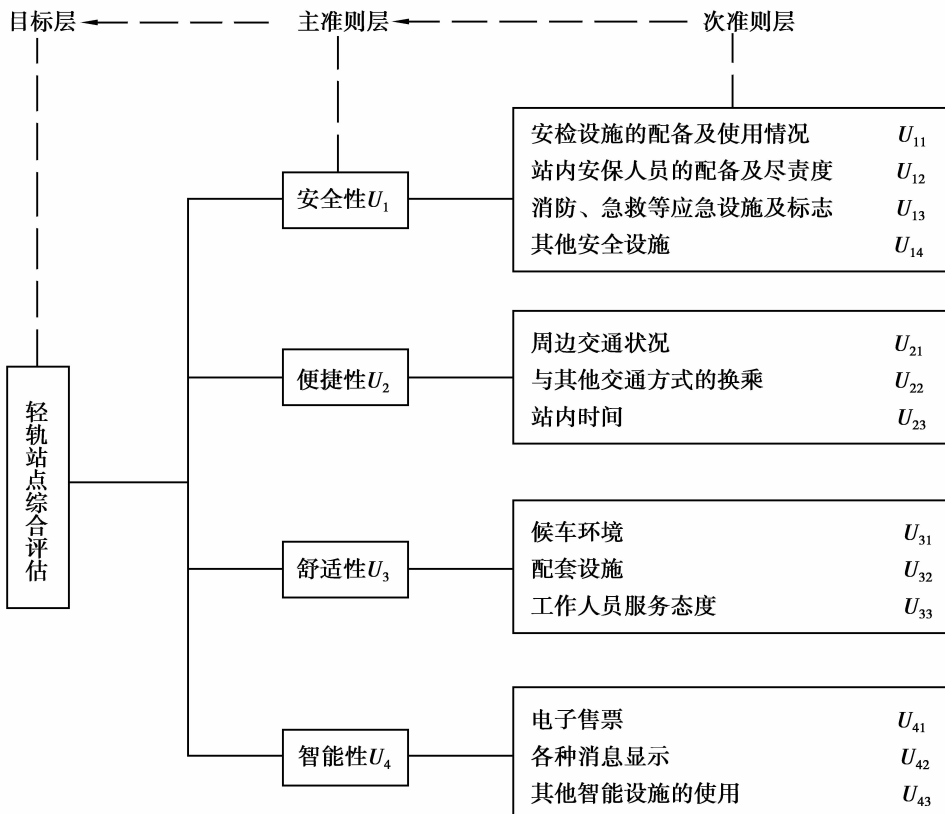 目标层 主准则层 次准则层
轻轨站点综合评估
安全性U₁
安检设施的配备及使用情况 U₁₁
站内安保人员的配备及尽责度 U₁₂
消防、急救等应急设施及标志 U₁₃
其他安全设施 U₁₄
便捷性U₂
周边交通状况 U₂₁
与其他交通方式的换乘 U₂₂
站内时间 U₂₃
舒适性U₃
候车环境 U₃₁
配套设施 U₃₂
工作人员服务态度 U₃₃
智能性U₄
电子售票 U₄₁
各种消息显示 U₄₂
其他智能设施的使用 U₄₃